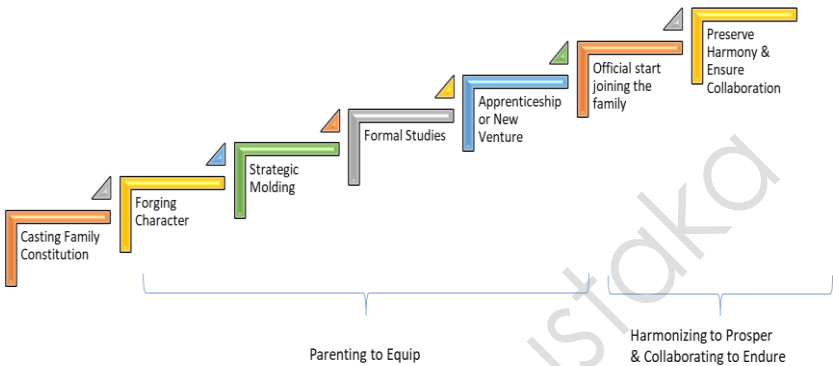 Casting Family
Constitution
Forging
Character
Strategic
Molding
Formal Studies
Apprenticeship
or New
Venture
Official start
joining the
family
Preserve
Harmony &
Ensure
Collaboration
Parenting to Equip
Harmonizing to Prosper
& Collaborating to Endure